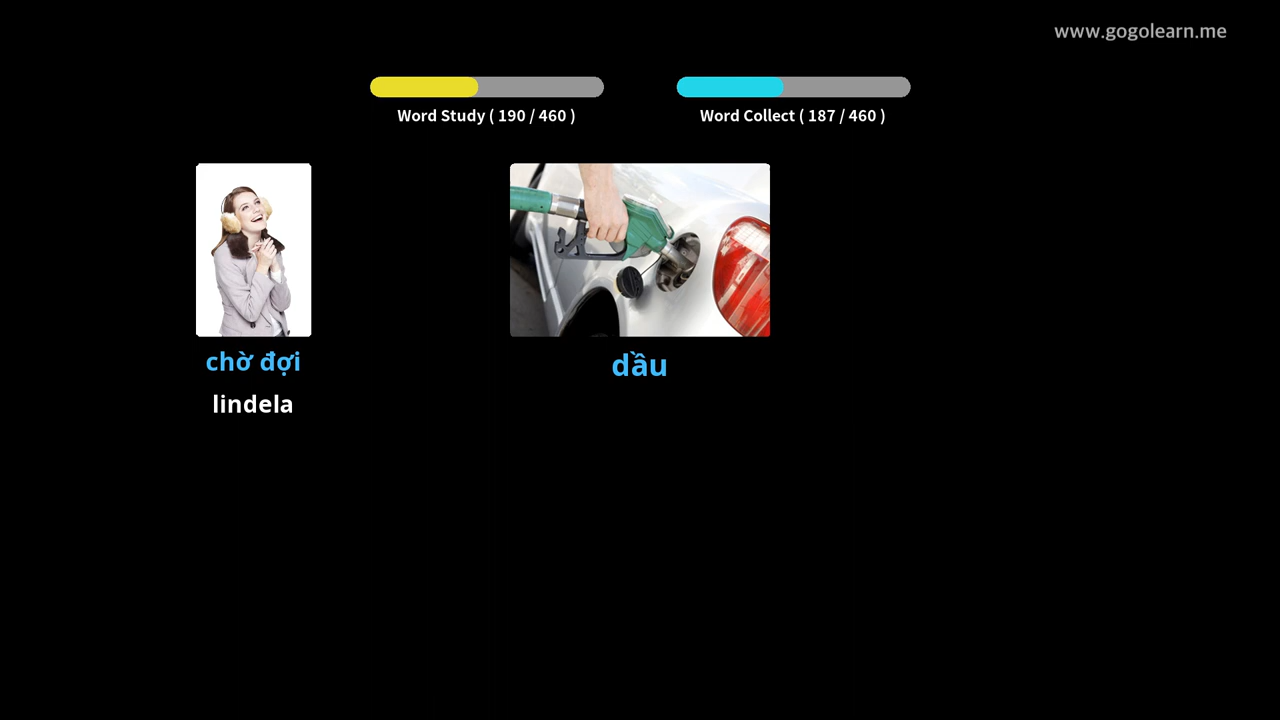 www.gogolearn.me
Word Study ( 190 / 460 )
Word Collect ( 187 / 460 )
chờ đợi
lindela
dầu